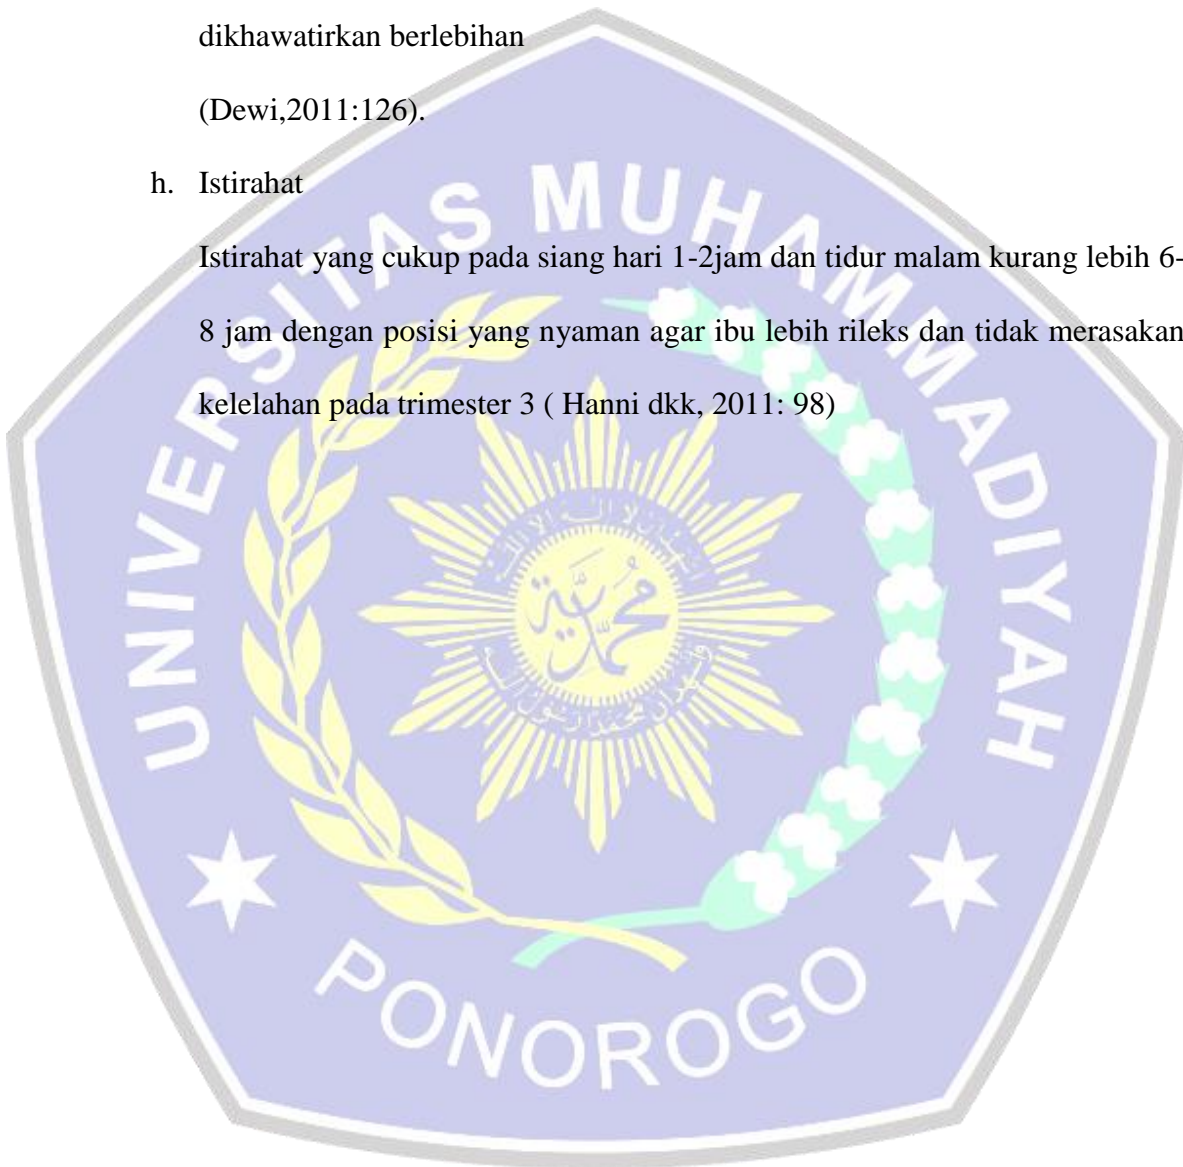 dikhawatirkan berlebihan
(Dewi,2011:126).
h. Istirahat
Istirahat yang cukup pada siang hari 1-2jam dan tidur malam kurang lebih 6-
8 jam dengan posisi yang nyaman agar ibu lebih rileks dan tidak merasakan
kelelahan pada trimester 3 ( Hanni dkk, 2011: 98)
UNIVERSITAS MUHAMMADIYAH
PONOROGO
محمدية